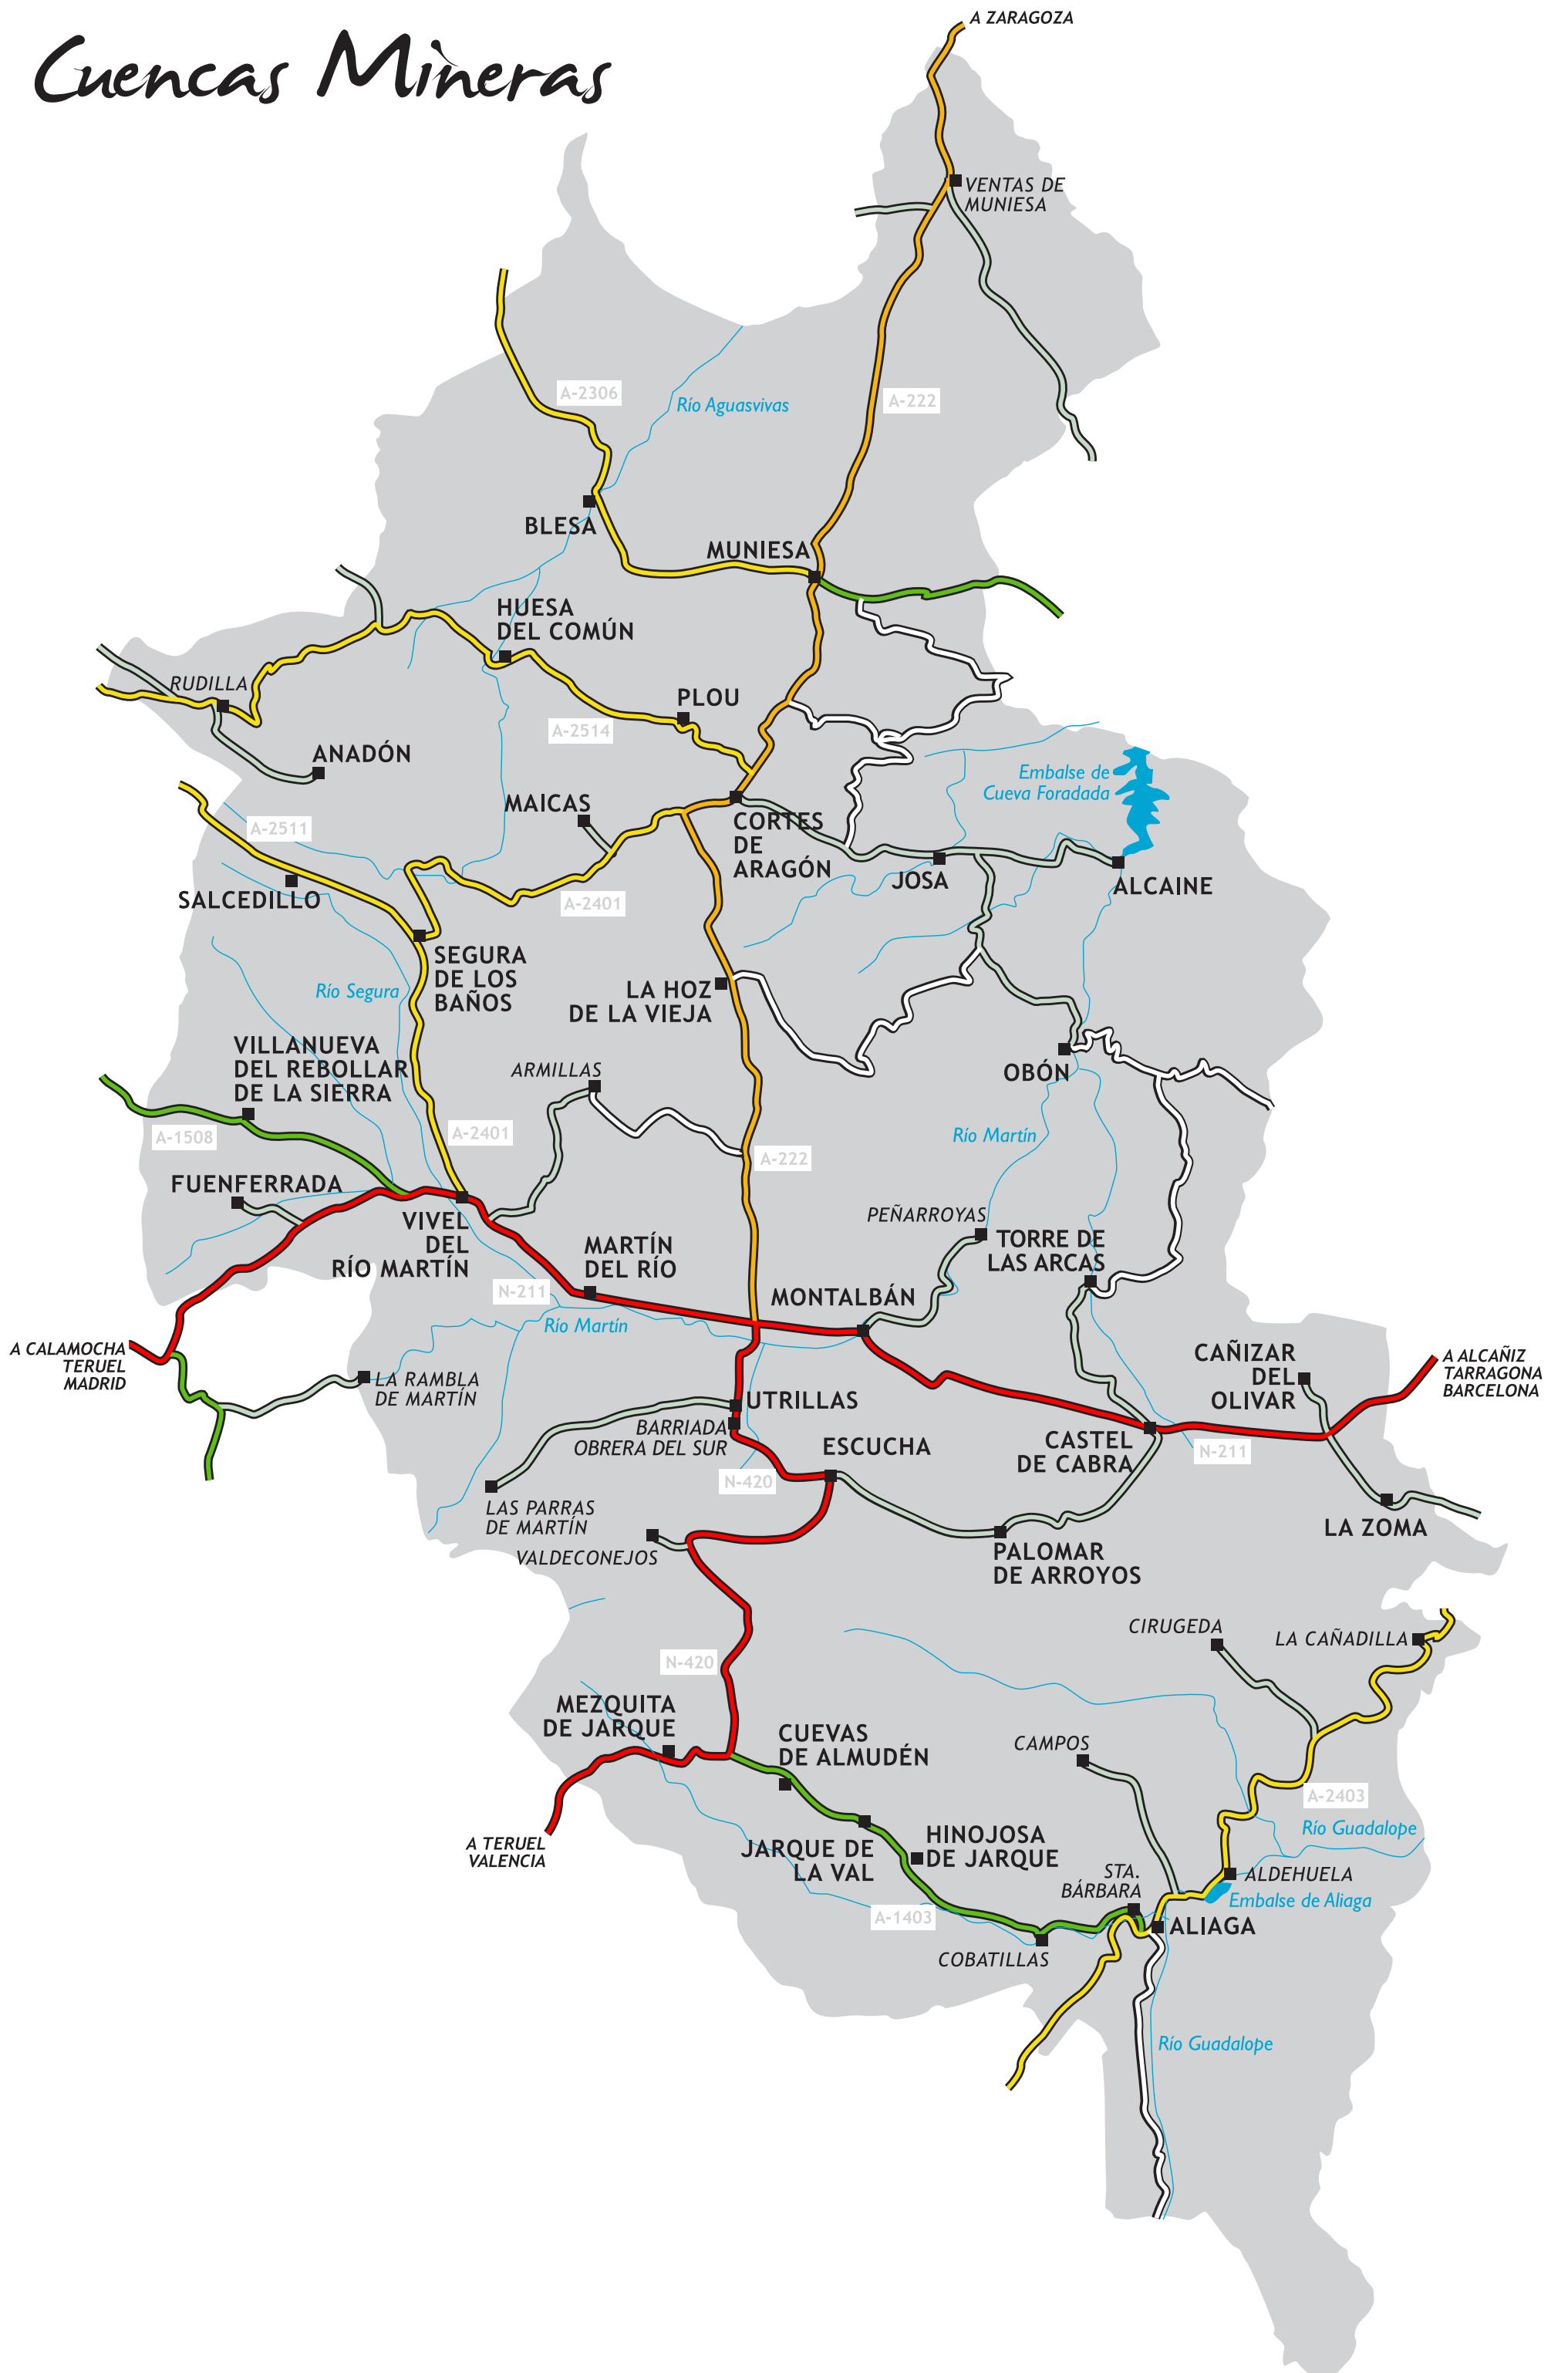 Cuencas Mineras
A ZARAGOZA
VENTAS DE
MUNIESA
A-2306
A-222
Río Aguasvivas
BLESA
MUNIESA
HUESA
DEL COMÚN
RUDILLA
PLOU
A-2514
ANADÓN
Embalse de
Cueva Foradada
MAICAS
A-2511
CORTES
DE
ARAGÓN
JOSA
ALCAINE
SALCEDILLO
A-2401
SEGURA
DE LOS
BAÑOS
Río Segura
LA HOZ
DE LA VIEJA
VILLANUEVA
DEL REBOLLAR
DE LA SIERRA
ARMILLAS
OBÓN
A-1508
A-2401
Río Martín
A-222
FUENFERRADA
VIVEL
DEL
RÍO MARTÍN
PEÑARROYAS
TORRE DE
LAS ARCAS
MARTÍN
DEL RÍO
N-211
MONTALBÁN
Río Martín
A CALAMOCHA
TERUEL
MADRID
CAÑIZAR
DEL
OLIVAR
A ALCAÑIZ
TARRAGONA
BARCELONA
LA RAMBLA
DE MARTÍN
UTRILLAS
BARRIADA
OBRERA DEL SUR
ESCUCHA
CASTEL
DE CABRA
N-211
N-420
LAS PARRAS
DE MARTÍN
LA ZOMA
VALDECONEJOS
PALOMAR
DE ARROYOS
CIRUGEDA
LA CAÑADILLA
N-420
MEZQUITA
DE JARQUE
CUEVAS
DE ALMUDÉN
CAMPOS
A-2403
Río Guadalope
A TERUEL
VALENCIA
JARQUE DE
LA VAL
HINOJOSA
DE JARQUE
STA.
BÁRBARA
ALDEHUELA
Embalse de Aliaga
A-1403
ALIAGA
COBATILLAS
Río Guadalope